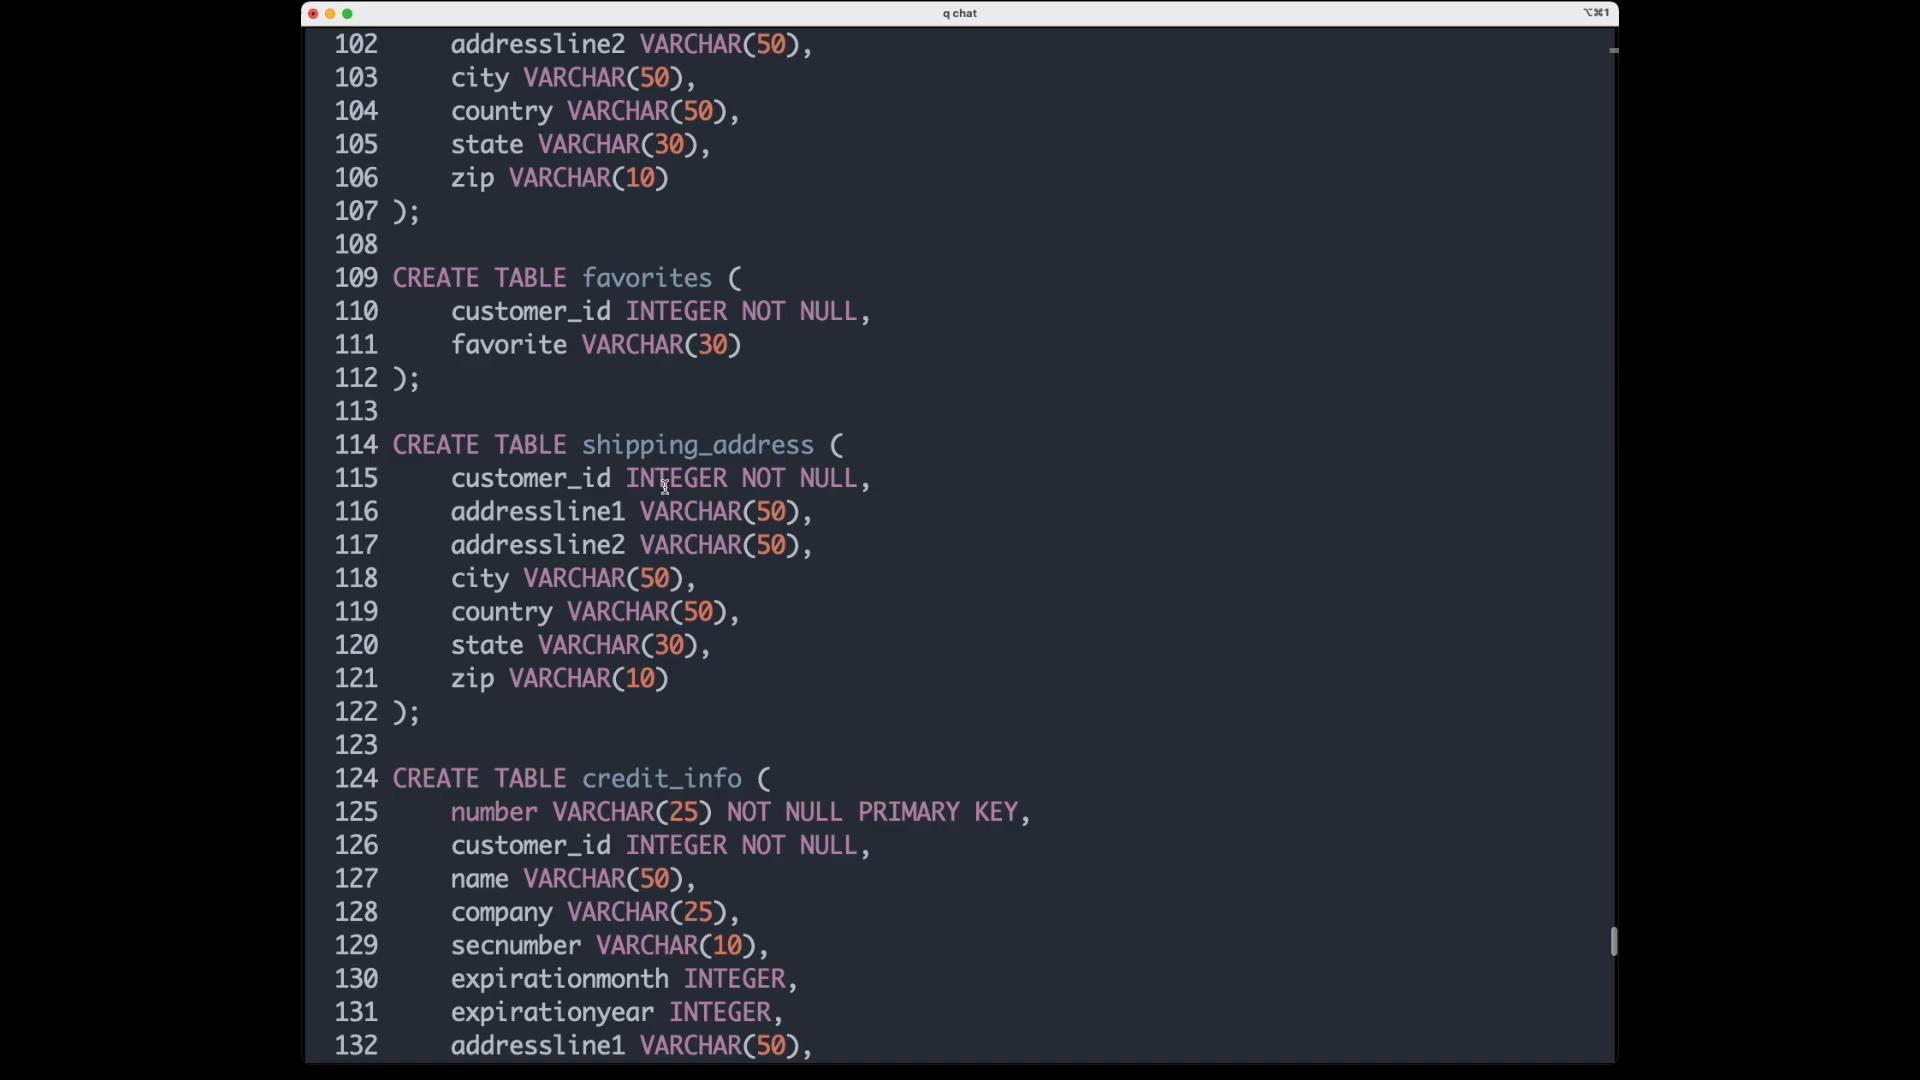 q chat
⌥⌘1
102 addressline2 VARCHAR(50),
103 city VARCHAR(50),
104 country VARCHAR(50),
105 state VARCHAR(30),
106 zip VARCHAR(10)
107 );
108
109 CREATE TABLE favorites (
110 customer_id INTEGER NOT NULL,
111 favorite VARCHAR(30)
112 );
113
114 CREATE TABLE shipping_address (
115 customer_id INTEGER NOT NULL,
116 addressline1 VARCHAR(50),
117 addressline2 VARCHAR(50),
118 city VARCHAR(50),
119 country VARCHAR(50),
120 state VARCHAR(30),
121 zip VARCHAR(10)
122 );
123
124 CREATE TABLE credit_info (
125 number VARCHAR(25) NOT NULL PRIMARY KEY,
126 customer_id INTEGER NOT NULL,
127 name VARCHAR(50),
128 company VARCHAR(25),
129 secnumber VARCHAR(10),
130 expirationmonth INTEGER,
131 expirationyear INTEGER,
132 addressline1 VARCHAR(50),